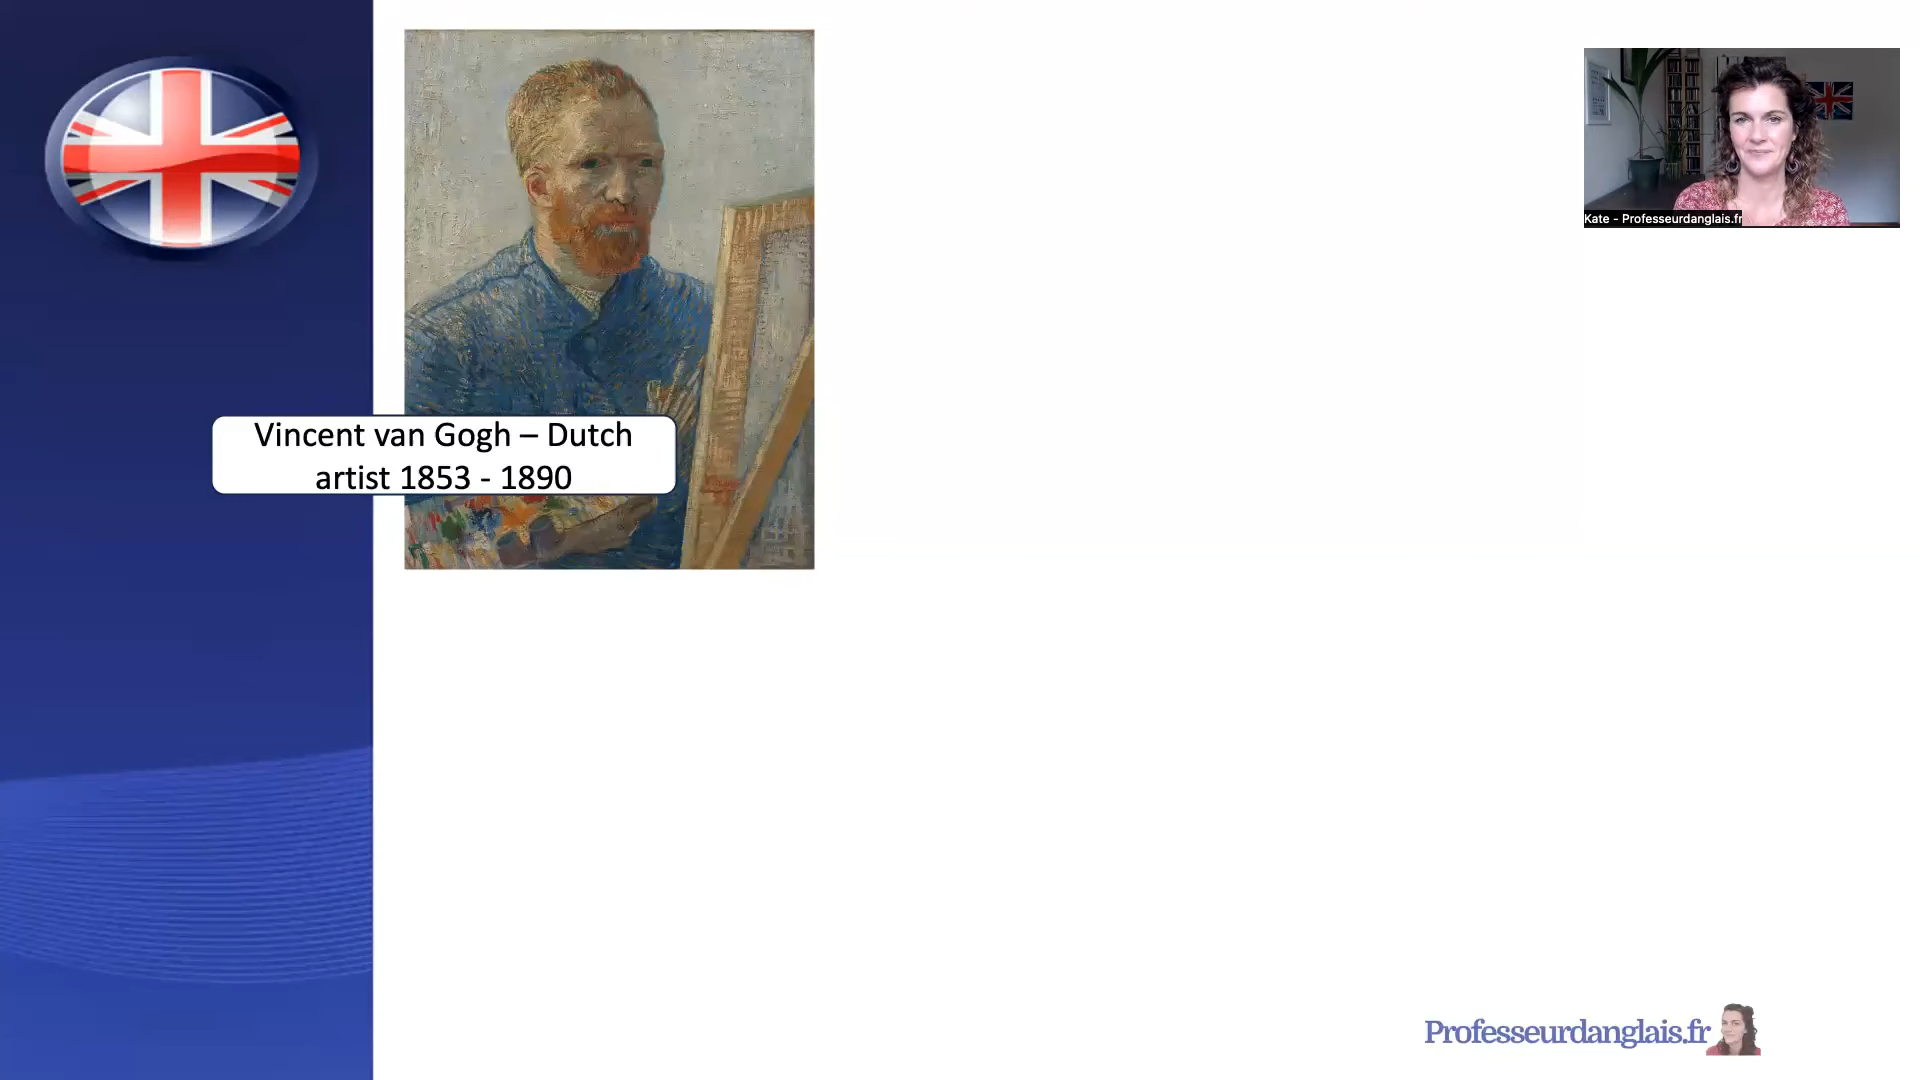 Kate - Professeurdanglais.fr
Vincent van Gogh – Dutch
artist 1853 - 1890
Professeurdanglais.fr